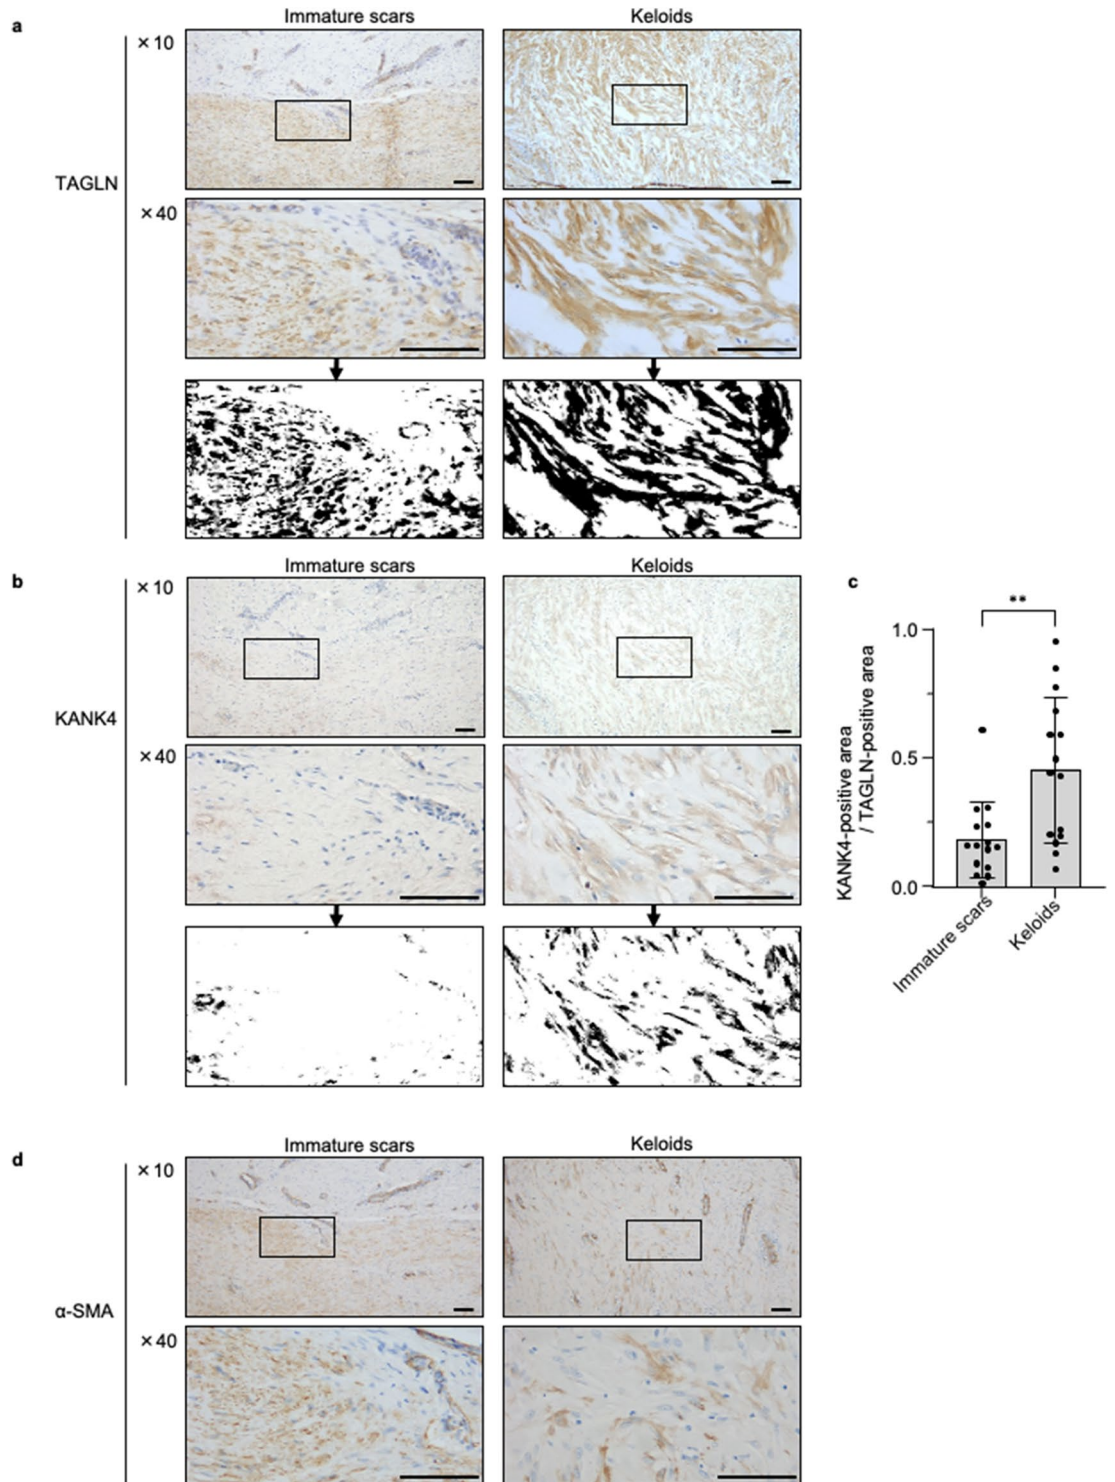 a
Immature scars
Keloids
×10
TAGLN
×40
b
Immature scars
Keloids
×10
KANK4
×40
c
**
KANK4-positive area
/ TAGLN-positive area
1.0
0.5
0.0
Immature scars
Keloids
d
Immature scars
Keloids
×10
α-SMA
×40